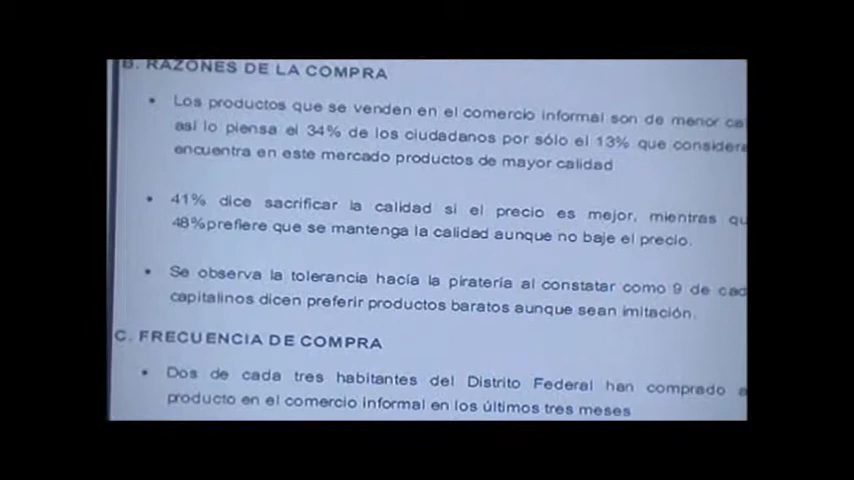 B. RAZONES DE LA COMPRA
• Los productos que se venden en el comercio informal son de menor
así lo piensa el 34% de los ciudadanos por sólo el 13% que
encuentra en este mercado productos de mayor calidad
• 41% dice sacrificar la calidad si el precio es mejor, mientras
48%prefiere que se mantenga la calidad aunque no baje el precio.
• Se observa la tolerancia hacía la piratería al constatar como 9 de
capitalinos dicen preferir productos baratos aunque sean imitación.
C. FRECUENCIA DE COMPRA
• Dos de cada tres habitantes del Distrito Federal han comprado
producto en el comercio informal en los últimos tres meses